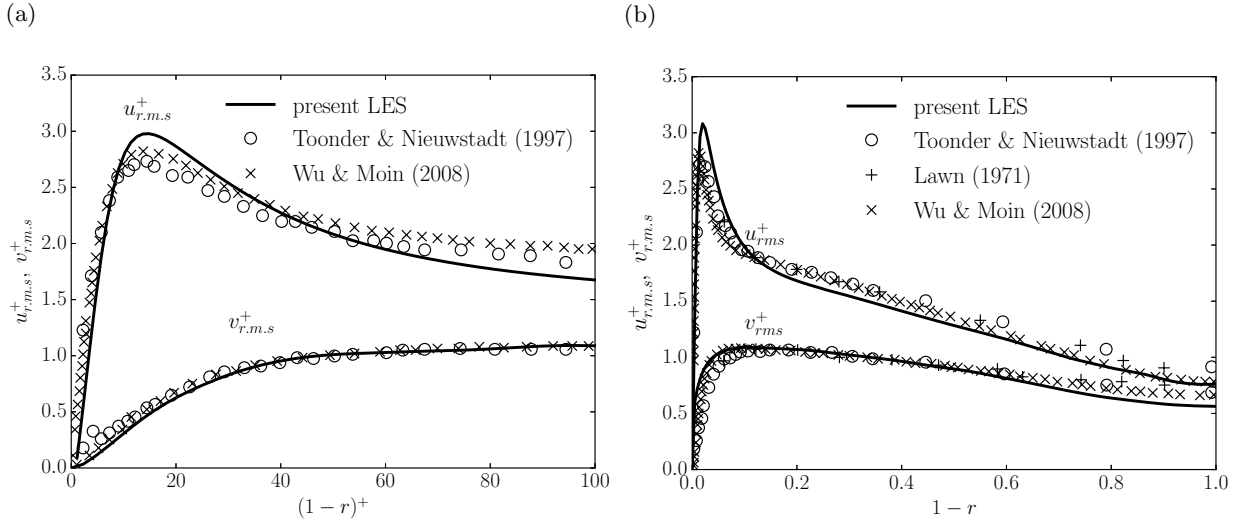 (a)
3.5
3.0
2.5
2.0
1.5
1.0
0.5
0.0
0
20
40
60
80
100
(1 − r)⁺
u⁺r.m.s, v⁺r.m.s
u⁺r.m.s
v⁺r.m.s
present LES
Toonder & Nieuwstadt (1997)
Wu & Moin (2008)
(b)
3.5
3.0
2.5
2.0
1.5
1.0
0.5
0.0
0.0
0.2
0.4
0.6
0.8
1.0
1 − r
u⁺r.m.s, v⁺r.m.s
u⁺rms
v⁺rms
present LES
Toonder & Nieuwstadt (1997)
Lawn (1971)
Wu & Moin (2008)